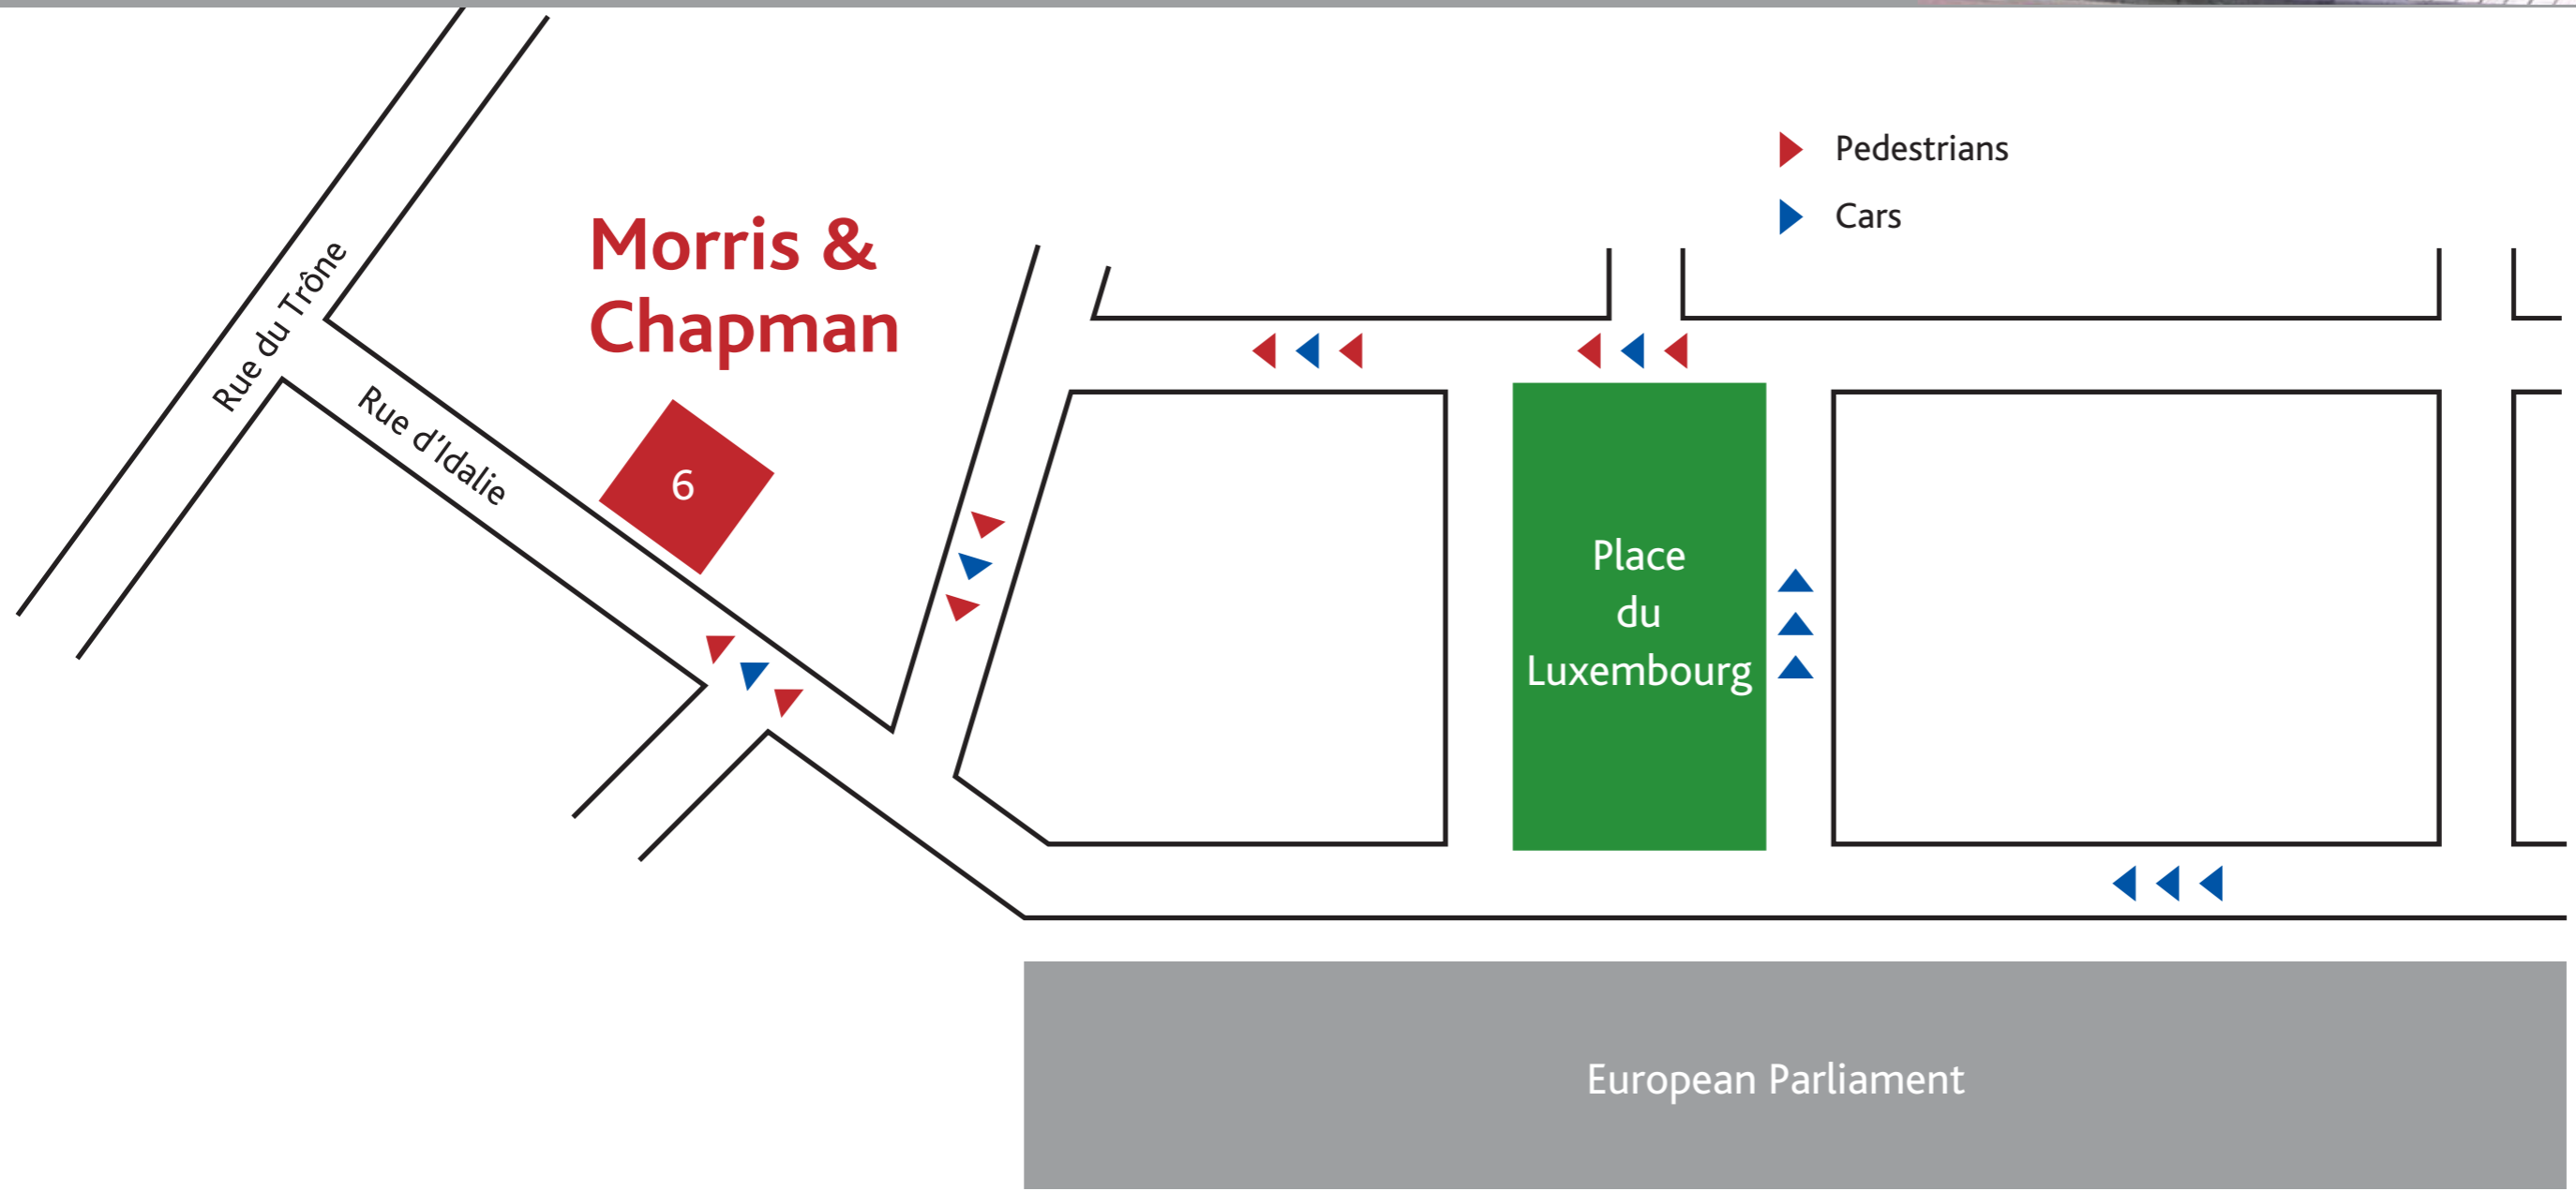 Pedestrians
Cars
Morris &
Chapman
Rue du Trône
Rue d'Idalie
6
Place
du
Luxembourg
European Parliament